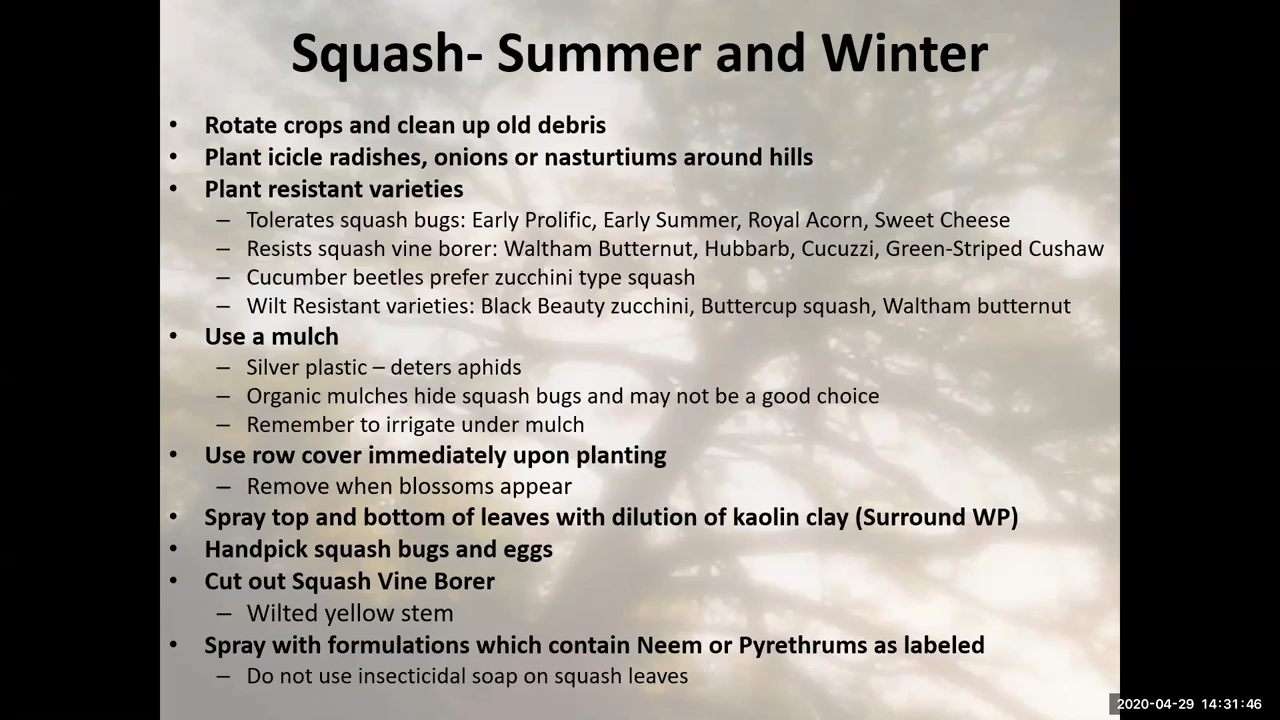 Squash- Summer and Winter
• Rotate crops and clean up old debris
• Plant icicle radishes, onions or nasturtiums around hills
• Plant resistant varieties
– Tolerates squash bugs: Early Prolific, Early Summer, Royal Acorn, Sweet Cheese
– Resists squash vine borer: Waltham Butternut, Hubbarb, Cucuzzi, Green-Striped Cushaw
– Cucumber beetles prefer zucchini type squash
– Wilt Resistant varieties: Black Beauty zucchini, Buttercup squash, Waltham butternut
• Use a mulch
– Silver plastic – deters aphids
– Organic mulches hide squash bugs and may not be a good choice
– Remember to irrigate under mulch
• Use row cover immediately upon planting
– Remove when blossoms appear
• Spray top and bottom of leaves with dilution of kaolin clay (Surround WP)
• Handpick squash bugs and eggs
• Cut out Squash Vine Borer
– Wilted yellow stem
• Spray with formulations which contain Neem or Pyrethrums as labeled
– Do not use insecticidal soap on squash leaves
2020-04-29 14:31:46